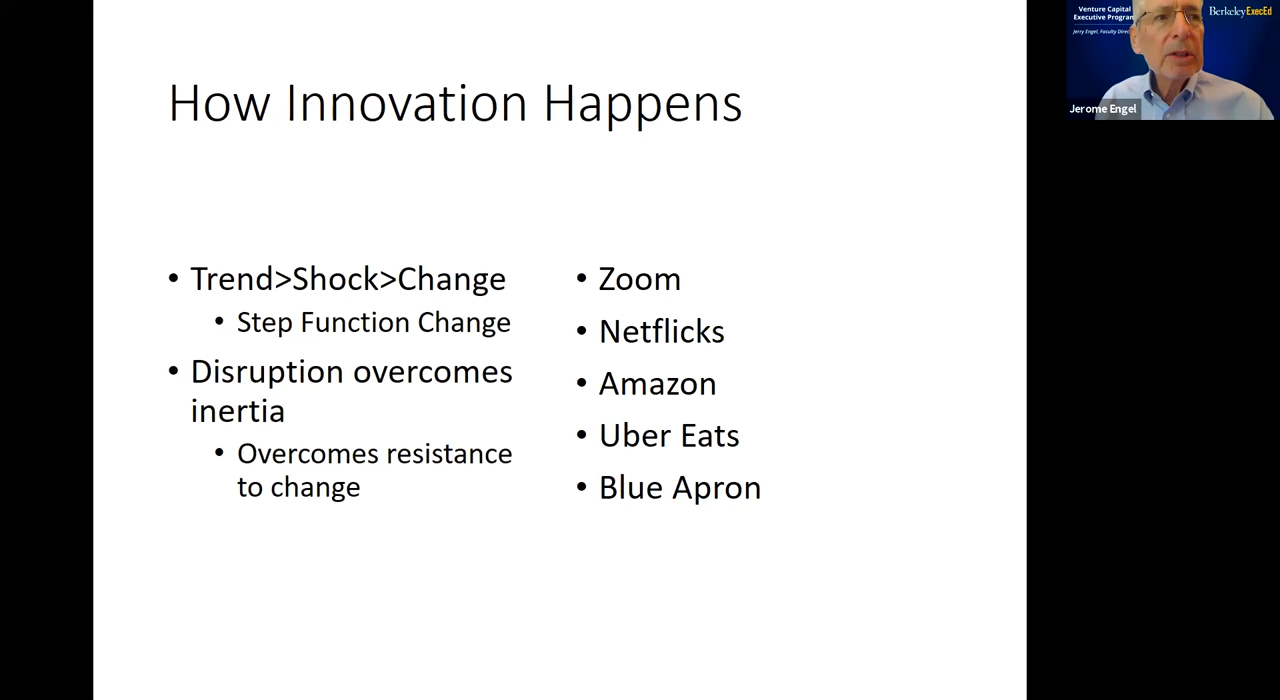 How Innovation Happens
• Trend>Shock>Change
• Step Function Change
• Disruption overcomes
inertia
• Overcomes resistance
to change
• Zoom
• Netflicks
• Amazon
• Uber Eats
• Blue Apron
Venture Capital
Executive Program
Jerry Engel, Faculty
BerkeleyExecEd
Jerome Engel